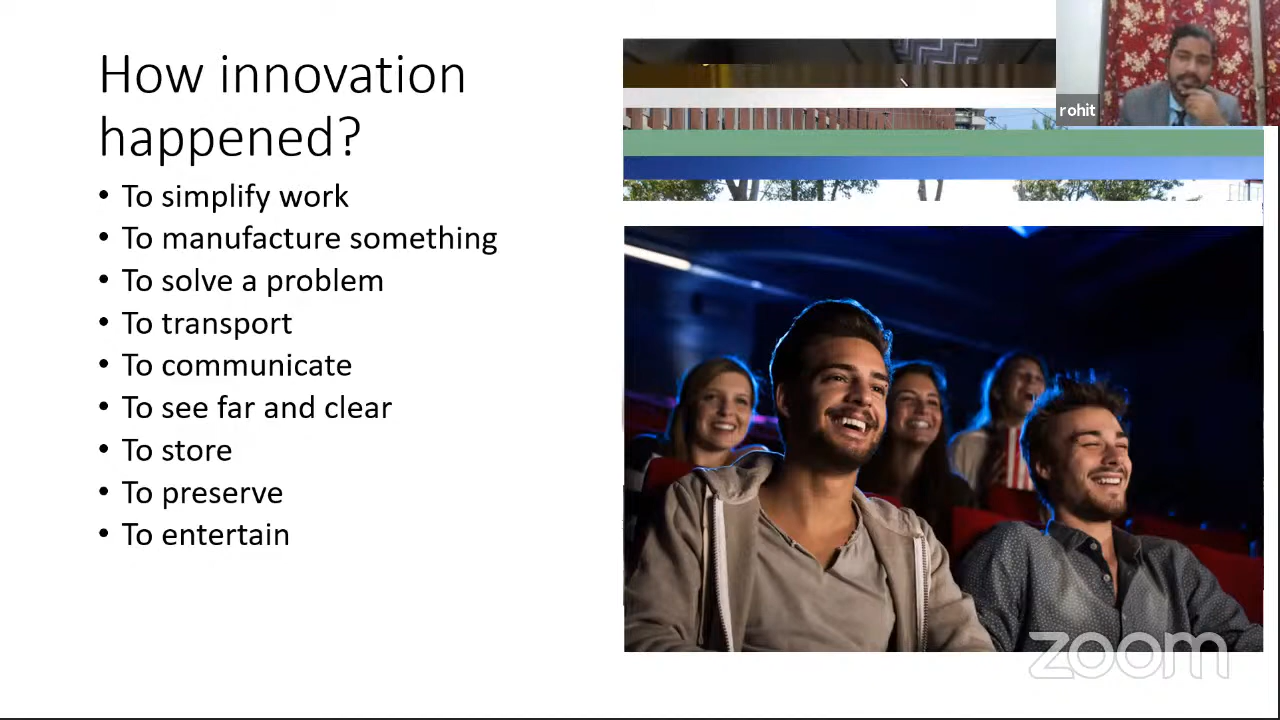 How innovation
happened?
• To simplify work
• To manufacture something
• To solve a problem
• To transport
• To communicate
• To see far and clear
• To store
• To preserve
• To entertain
rohit
zoom